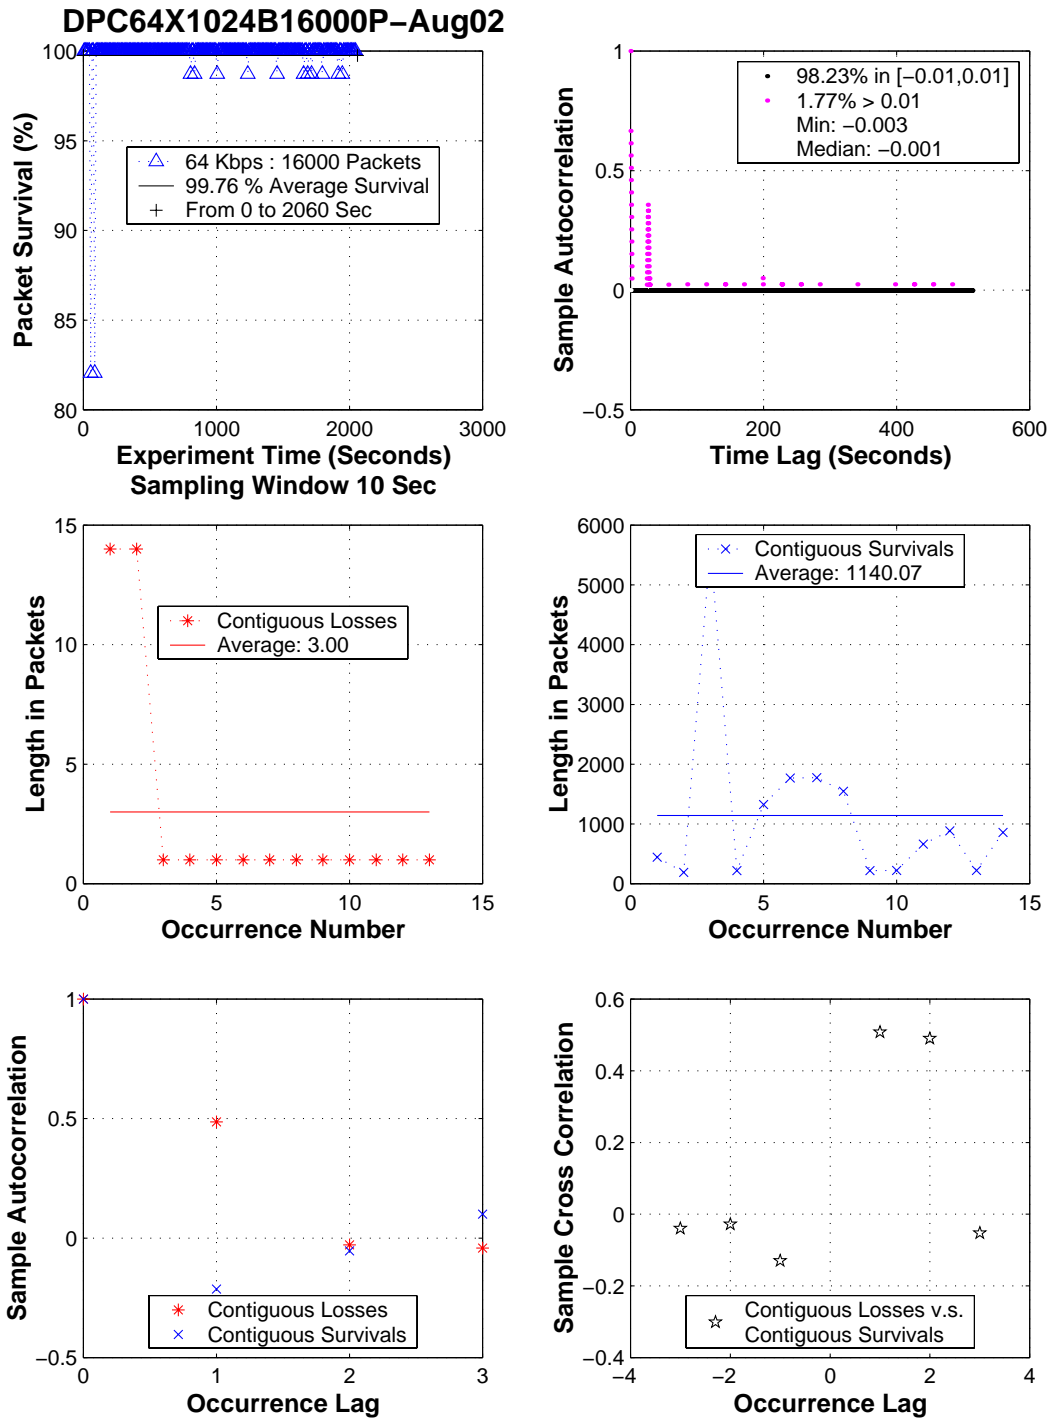 DPC64X1024B16000P−Aug02
100
95
90
85
80
Packet Survival (%)
64 Kbps : 16000 Packets
99.76 % Average Survival
From 0 to 2060 Sec
0
1000
2000
3000
Experiment Time (Seconds)
Sampling Window 10 Sec
1
0.5
0
−0.5
Sample Autocorrelation
98.23% in [−0.01,0.01]
1.77% > 0.01
Min: −0.003
Median: −0.001
0
200
400
600
Time Lag (Seconds)
15
10
5
0
Length in Packets
Contiguous Losses
Average: 3.00
0
5
10
15
Occurrence Number
6000
5000
4000
3000
2000
1000
0
Length in Packets
Contiguous Survivals
Average: 1140.07
0
5
10
15
Occurrence Number
1
0.5
0
−0.5
Sample Autocorrelation
Contiguous Losses
Contiguous Survivals
0
1
2
3
Occurrence Lag
0.6
0.4
0.2
0
−0.2
−0.4
Sample Cross Correlation
Contiguous Losses v.s.
Contiguous Survivals
−4
−2
0
2
4
Occurrence Lag